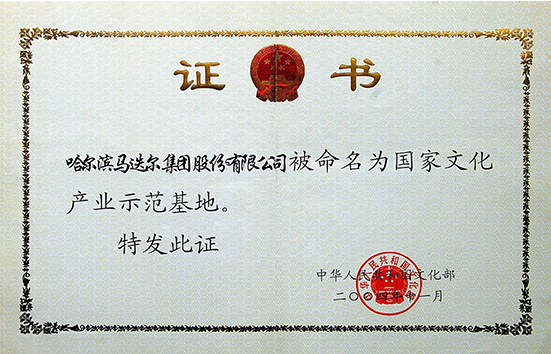 证书
哈尔滨马迭尔集团股份有限公司被命名为国家文化
产业示范基地。
特发此证
中华人民共和国文化部
二〇〇四年十一月